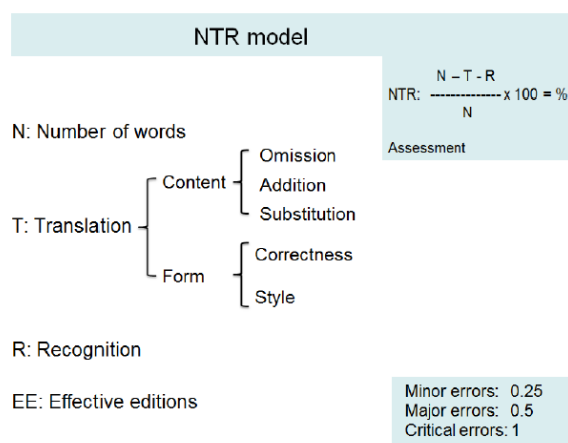 NTR model
N – T - R
NTR: -------------- x 100 = %
N
Assessment
N: Number of words
Omission
Content
Addition
Substitution
T: Translation
Correctness
Form
Style
R: Recognition
EE: Effective editions
Minor errors: 0.25
Major errors: 0.5
Critical errors: 1